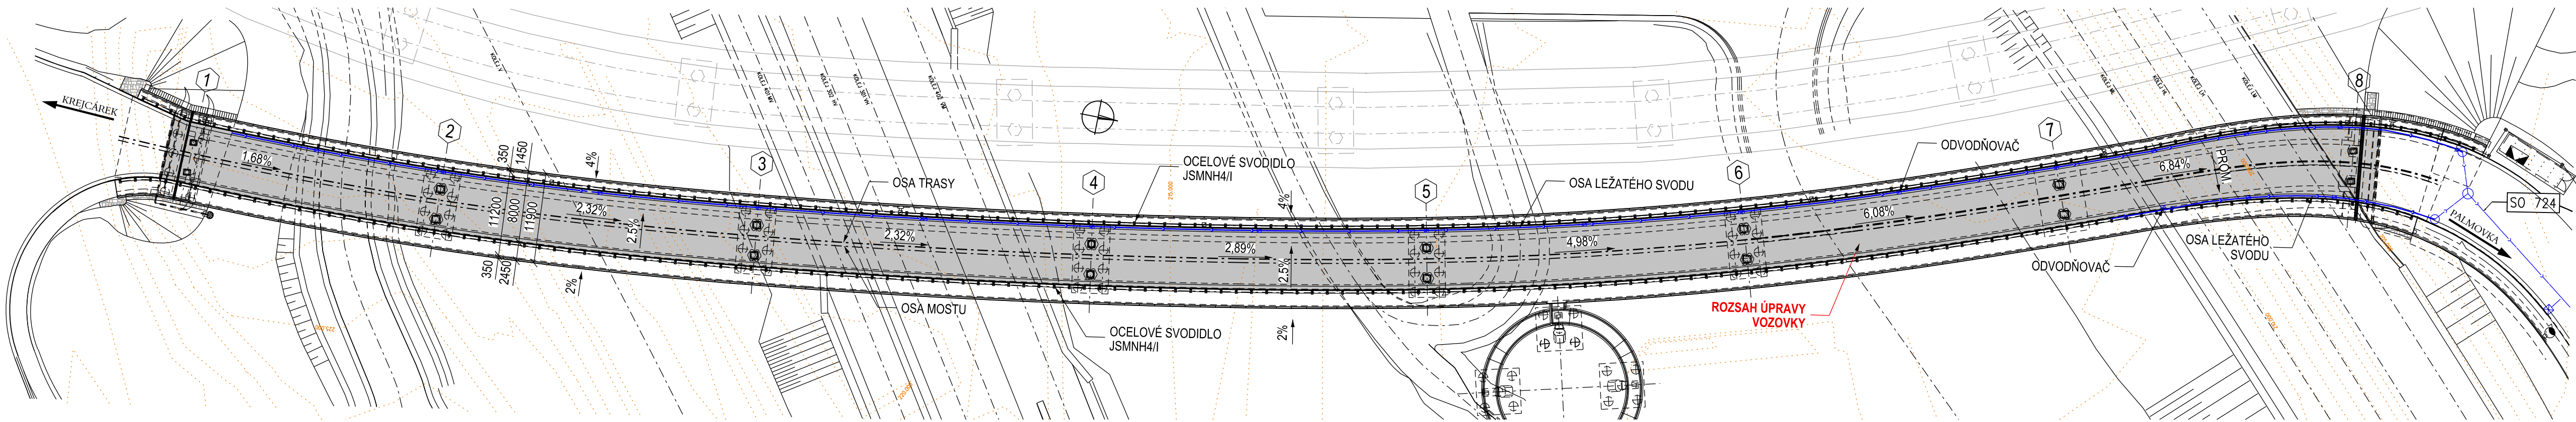 KREJCÁREK
1
1,68%
2
350
1450
4%
11200
8000
11900
350
2450
2%
2,32%
2.5%
3
OSA TRASY
2,32%
OSA MOSTU
KOLEJ V
4
OCELOVÉ SVODIDLO
JSMNH4/I
OCELOVÉ SVODIDLO
JSMNH4/I
215.000
2,89%
4%
2.5%
2%
5
OSA LEŽATÉHO SVODU
4,98%
6
ROZSAH ÚPRAVY
VOZOVKY
6,08%
ODVODŇOVAČ
7
ODVODŇOVAČ
6,84%
PROM.
OSA LEŽATÉHO
SVODU
8
PALMOVKA
SO 724